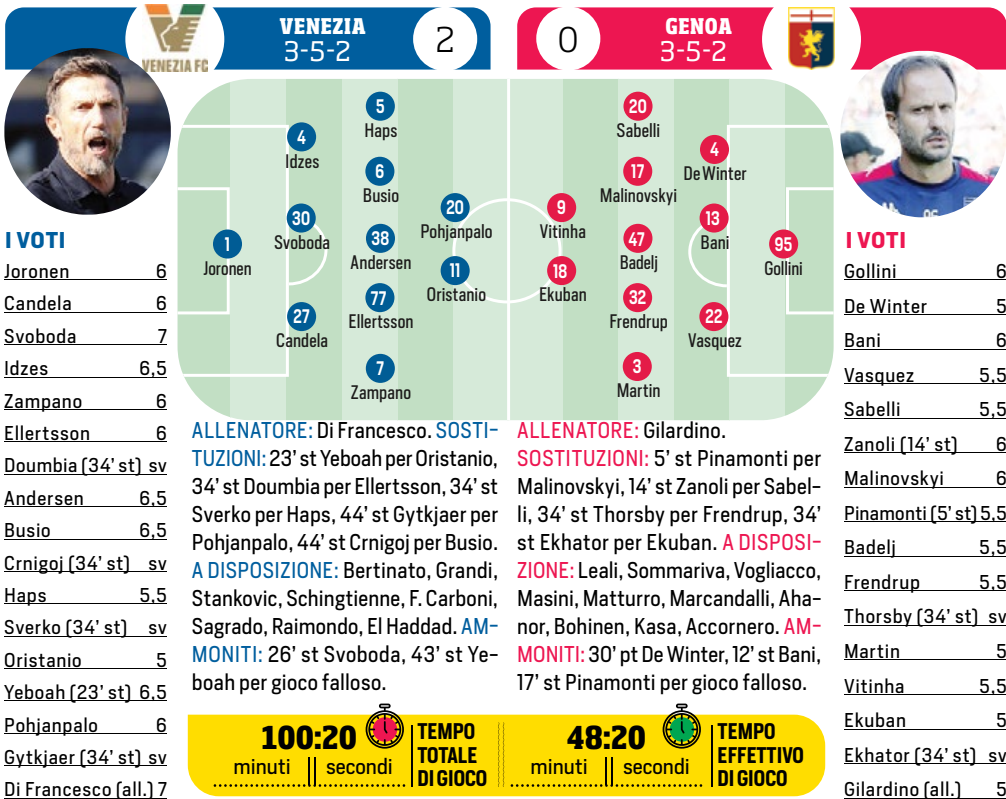 VENEZIA
3-5-2
2
VENEZIA FC
0
GENOA
3-5-2
1
Joronen
4
Idzes
30
Svoboda
27
Candela
5
Haps
6
Busio
38
Andersen
77
Ellertsson
7
Zampano
20
Pohjanpalo
11
Oristanio
9
Vitinha
18
Ekuban
20
Sabelli
17
Malinovskyi
47
Badelj
32
Frendrup
3
Martin
4
De Winter
13
Bani
22
Vasquez
95
Gollini
I VOTI
Joronen 6
Candela 6
Svoboda 7
Idzes 6,5
Zampano 6
Ellertsson 6
Doumbia (34' st) sv
Andersen 6,5
Busio 6,5
Crnigoj (34' st) sv
Haps 5,5
Sverko (34' st) sv
Oristanio 5
Yeboah (23' st) 6,5
Pohjanpalo 6
Gytkjaer (34' st) sv
Di Francesco (all.) 7
ALLENATORE: Di Francesco. SOSTI-
TUZIONI: 23' st Yeboah per Oristanio,
34' st Doumbia per Ellertsson, 34' st
Sverko per Haps, 44' st Gytkjaer per
Pohjanpalo, 44' st Crnigoj per Busio.
A DISPOSIZIONE: Bertinato, Grandi,
Stankovic, Schingtienne, F. Carboni,
Sagrado, Raimondo, El Haddad. AM-
MONITI: 26' st Svoboda, 43' st Ye-
boah per gioco falloso.
ALLENATORE: Gilardino.
SOSTITUZIONI: 5' st Pinamonti per
Malinovskyi, 14' st Zanoli per Sabel-
li, 34' st Thorsby per Frendrup, 34'
st Ekhator per Ekuban. A DISPOSI-
ZIONE: Leali, Sommariva, Vogliacco,
Masini, Matturro, Marcandalli, Aha-
nor, Bohinen, Kasa, Accornero. AM-
MONITI: 30' pt De Winter, 12' st Bani,
17' st Pinamonti per gioco falloso.
I VOTI
Gollini 6
De Winter 5
Bani 6
Vasquez 5,5
Sabelli 5,5
Zanoli (14' st) 6
Malinovskyi 6
Pinamonti (5' st) 5,5
Badelj 5,5
Frendrup 5,5
Thorsby (34' st) sv
Martin 5
Vitinha 5,5
Ekuban 5
Ekhator (34' st) sv
Gilardino (all.) 5
100:20
minuti secondi
TEMPO
TOTALE
DI GIOCO
48:20
minuti secondi
TEMPO
EFFETTIVO
DI GIOCO